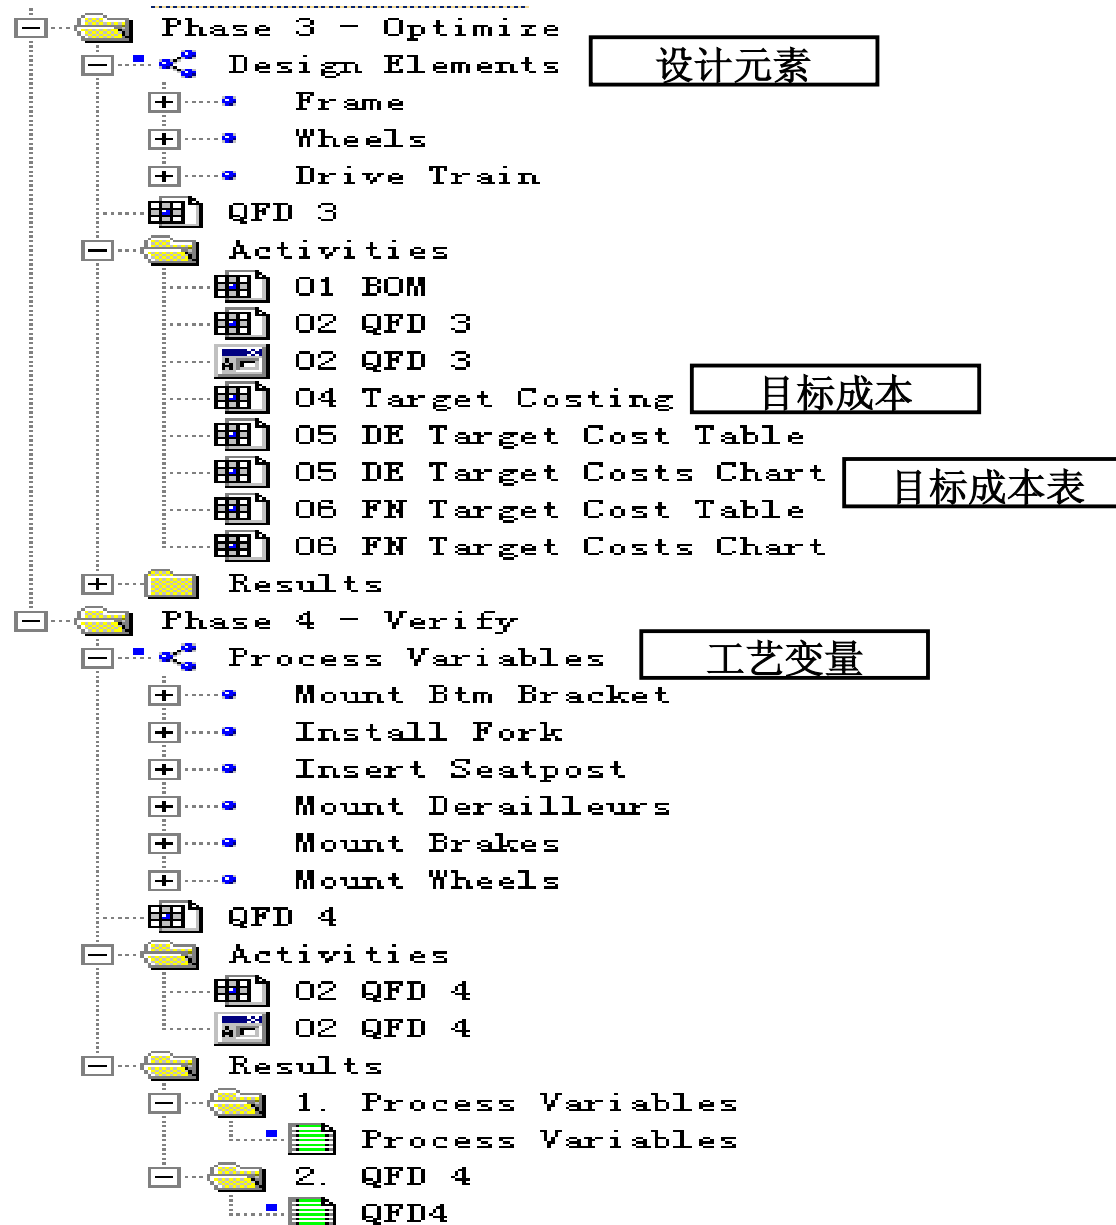 Phase 3 - Optimize
Design Elements 设计元素
Frame
Wheels
Drive Train
QFD 3
Activities
01 BOM
02 QFD 3
02 QFD 3
04 Target Costing 目标成本
05 DE Target Cost Table
05 DE Target Costs Chart 目标成本表
06 FN Target Cost Table
06 FN Target Costs Chart
Results
Phase 4 - Verify
Process Variables 工艺变量
Mount Btm Bracket
Install Fork
Insert Seatpost
Mount Derailleurs
Mount Brakes
Mount Wheels
QFD 4
Activities
02 QFD 4
02 QFD 4
Results
1. Process Variables
Process Variables
2. QFD 4
QFD4